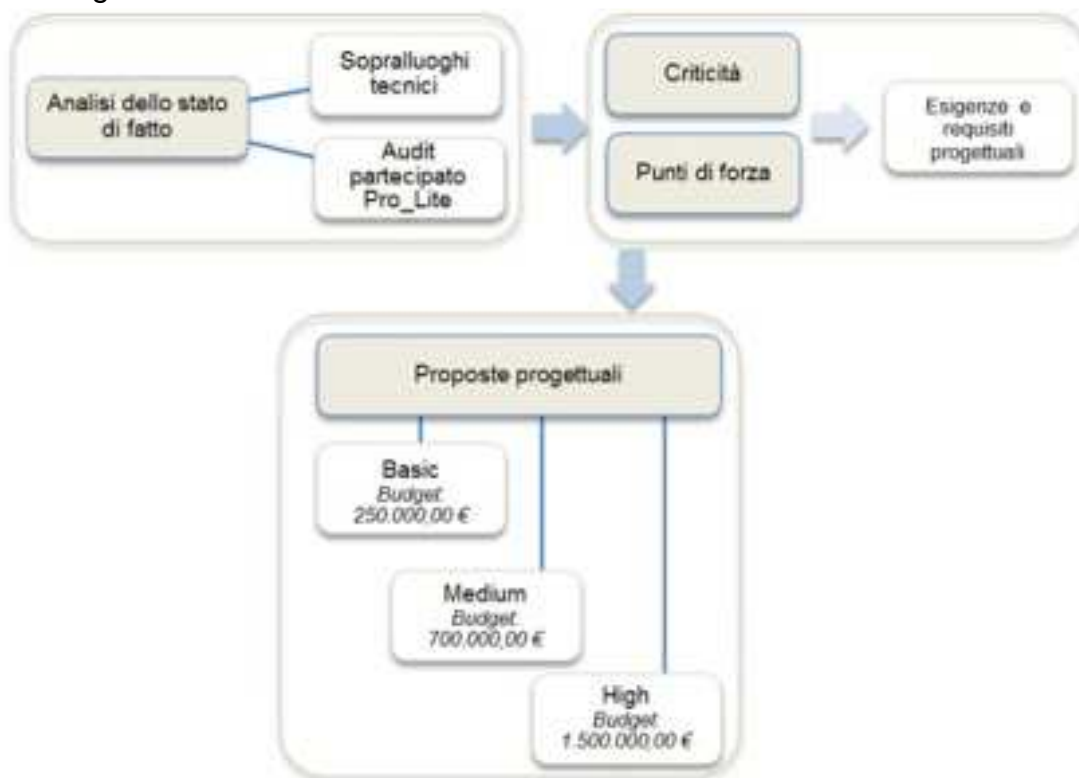 Analisi dello stato
di fatto
Sopralluoghi
tecnici
Audit
partecipato
Pro_Lite
Criticità
Punti di forza
Esigenze e
requisiti
progettuali
Proposte progettuali
Basic
Budget
250.000,00 €
Medium
Budget
700.000,00 €
High
Budget
1.500.000,00 €